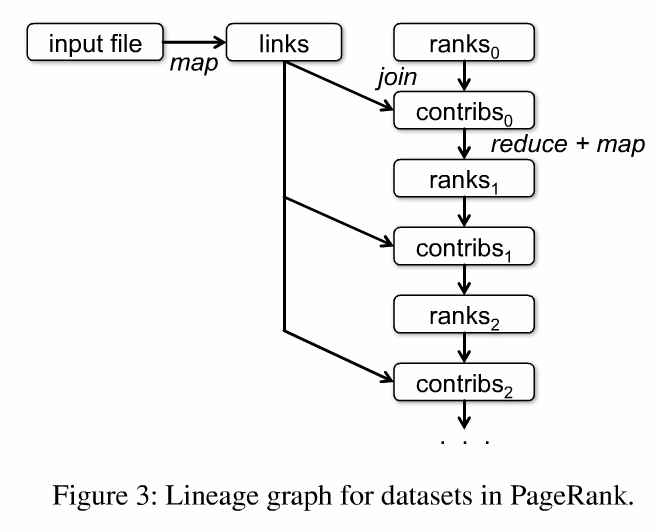 input file
links
ranks₀
map
join
contribs₀
reduce + map
ranks₁
contribs₁
ranks₂
contribs₂
. . .
Figure 3: Lineage graph for datasets in PageRank.